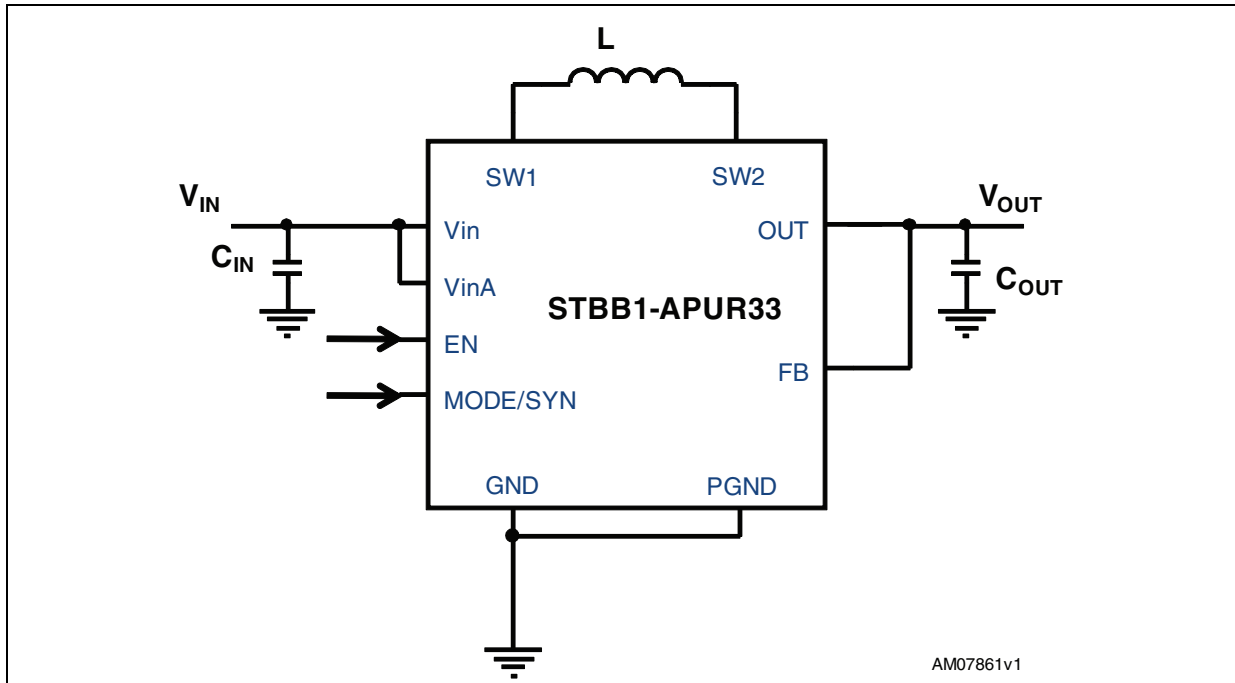 L
SW1
SW2
VIN
VOUT
Vin
OUT
CIN
COUT
VinA
STBB1-APUR33
EN
FB
MODE/SYN
GND
PGND
AM07861v1